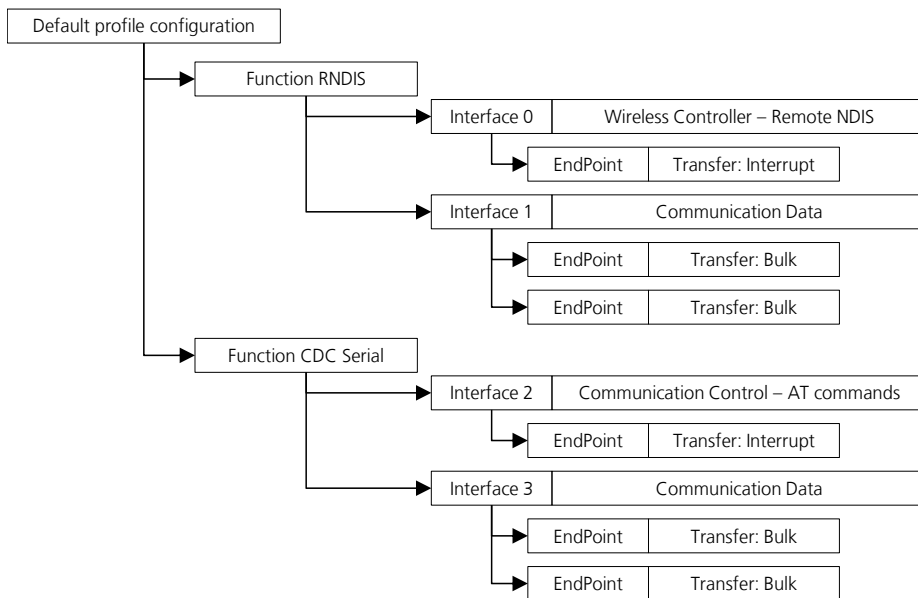 Default profile configuration
Function RNDIS
Interface 0 Wireless Controller – Remote NDIS
EndPoint Transfer: Interrupt
Interface 1 Communication Data
EndPoint Transfer: Bulk
EndPoint Transfer: Bulk
Function CDC Serial
Interface 2 Communication Control – AT commands
EndPoint Transfer: Interrupt
Interface 3 Communication Data
EndPoint Transfer: Bulk
EndPoint Transfer: Bulk